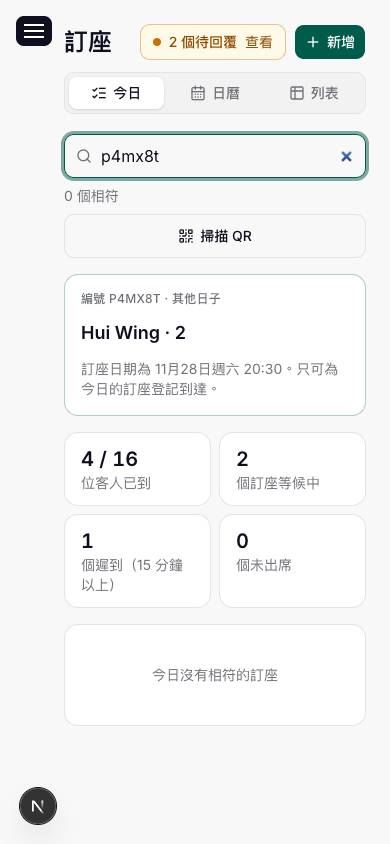 訂座
2 個待回覆 查看
新增
今日
日曆
列表
p4mx8t
0 個相符
掃描 QR
編號 P4MX8T · 其他日子
Hui Wing · 2
訂座日期為 11月28日週六 20:30。只可為
今日的訂座登記到達。
4 / 16
位客人已到
2
個訂座等候中
1
個遲到（15 分鐘
以上）
0
個未出席
今日沒有相符的訂座
N